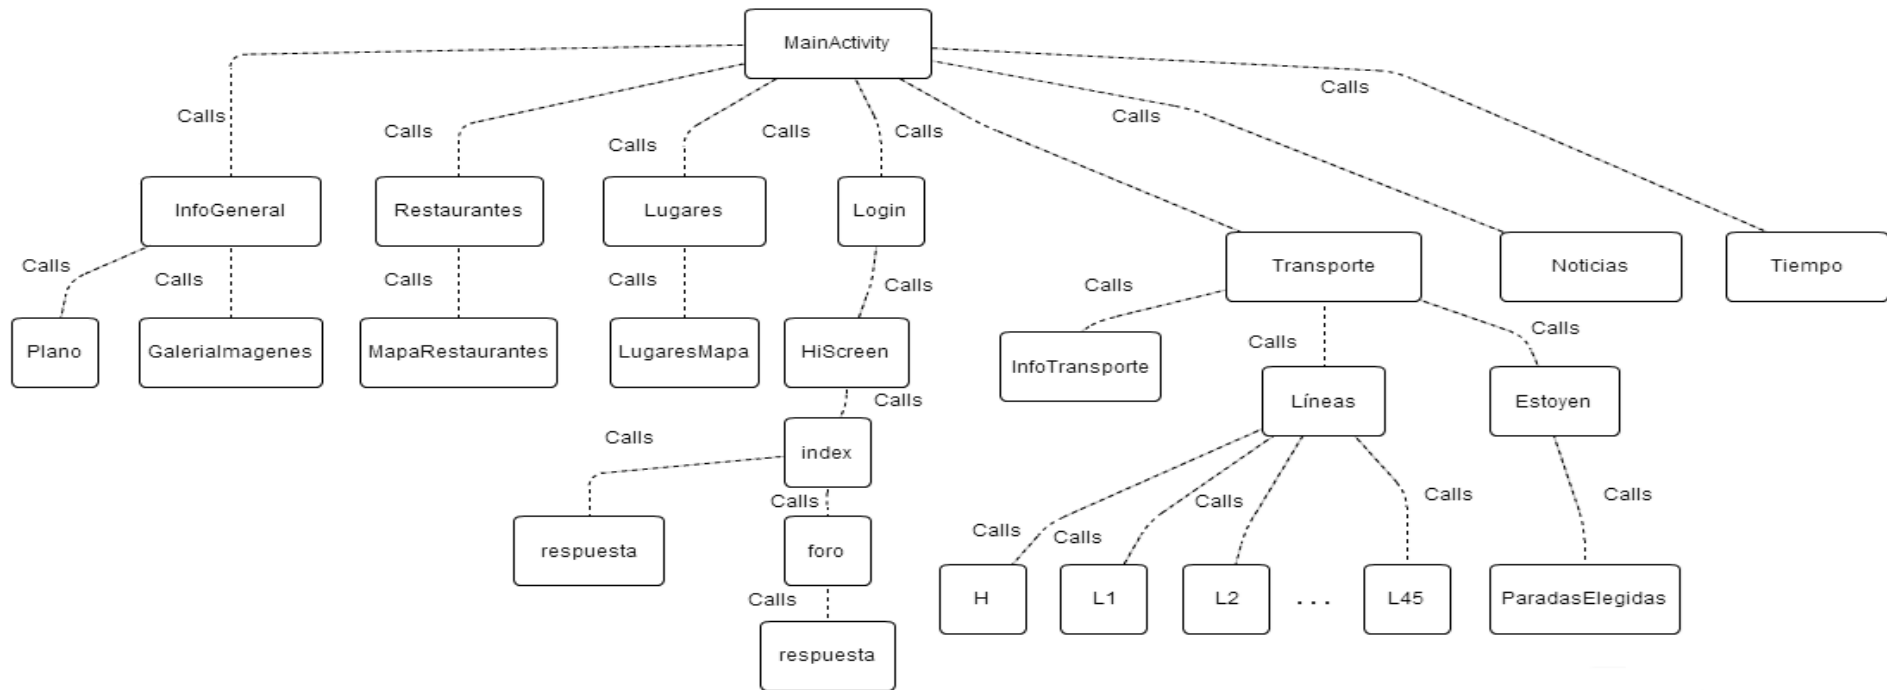 MainActivity
Calls
Calls
Calls
Calls
Calls
Calls
Calls
InfoGeneral
Restaurantes
Lugares
Login
Transporte
Noticias
Tiempo
Calls
Calls
Calls
Calls
Calls
Calls
Calls
Calls
Plano
GaleriaImagenes
MapaRestaurantes
LugaresMapa
HiScreen
InfoTransporte
Líneas
Estoyen
Calls
Calls
index
Calls
Calls
Calls
Calls
Calls
Calls
Calls
respuesta
foro
H
L1
L2
...
L45
ParadasElegidas
Calls
respuesta